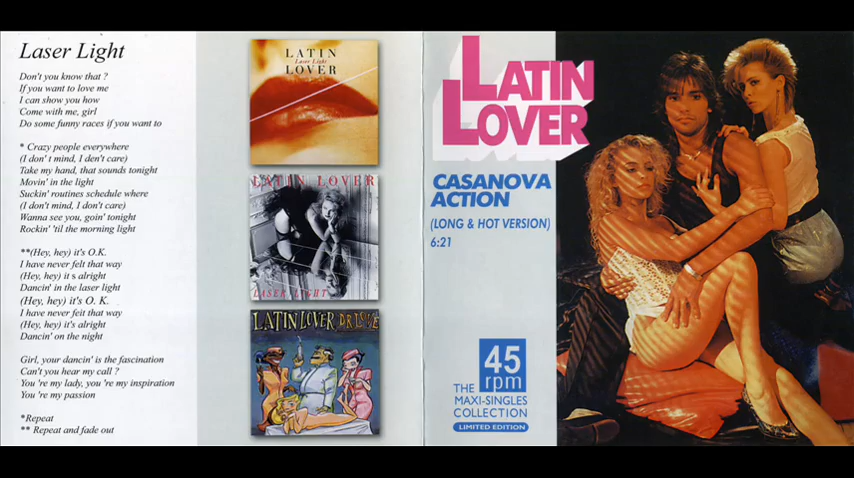 Laser Light
Don't you know that ?
If you want to love me
I can show you how
Come with me, girl
Do some funny races if you want to
* Crazy people everywhere
(I don' t mind, I den't care)
Take my hand, that sounds tonight
Movin' in the light
Suckin' routines schedule where
(I don't mind, I don't care)
Wanna see you, goin' tonight
Rockin' 'til the morning light
**(Hey, hey) it's O.K.
I have never felt that way
(Hey, hey) it s alright
Dancin' in the laser light
(Hey, hey) it's O. K.
I have never feit that way
(Hey, hey) it's alright
Dancin' on the night
Girl, your dancin' is the fascination
Can't you hear my call ?
You 're my lady, you 're my inspiration
You 're my passion
*Repeat
** Repeat and fade out
LATIN
Laser Light
LOVER
LATIN LOVER
LASER LIGHT
LATIN LOVER DR LOVE
LATIN
LOVER
CASANOVA
ACTION
(LONG & HOT VERSION)
6:21
45
rpm
THE
MAXI-SINGLES
COLLECTION
LIMITED EDITION